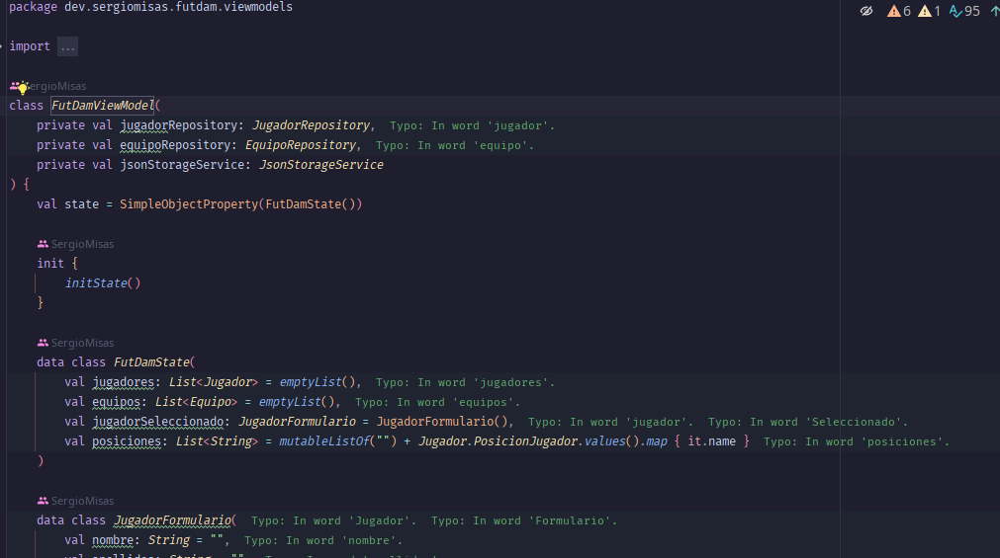 package dev.sergiomisas.futdam.viewmodels
6 1 95
import ...
ergioMisas
class FutDamViewModel(
private val jugadorRepository: JugadorRepository, Typo: In word 'jugador'.
private val equipoRepository: EquipoRepository, Typo: In word 'equipo'.
private val jsonStorageService: JsonStorageService
) {
val state = SimpleObjectProperty(FutDamState())
SergioMisas
init {
initState()
}
SergioMisas
data class FutDamState(
val jugadores: List<Jugador> = emptyList(), Typo: In word 'jugadores'.
val equipos: List<Equipo> = emptyList(), Typo: In word 'equipos'.
val jugadorSeleccionado: JugadorFormulario = JugadorFormulario(), Typo: In word 'jugador'. Typo: In word 'Seleccionado'.
val posiciones: List<String> = mutableListOf("") + Jugador.PosicionJugador.values().map { it.name } Typo: In word 'posiciones'.
)
SergioMisas
data class JugadorFormulario( Typo: In word 'Jugador'. Typo: In word 'Formulario'.
val nombre: String = "", Typo: In word 'nombre'.